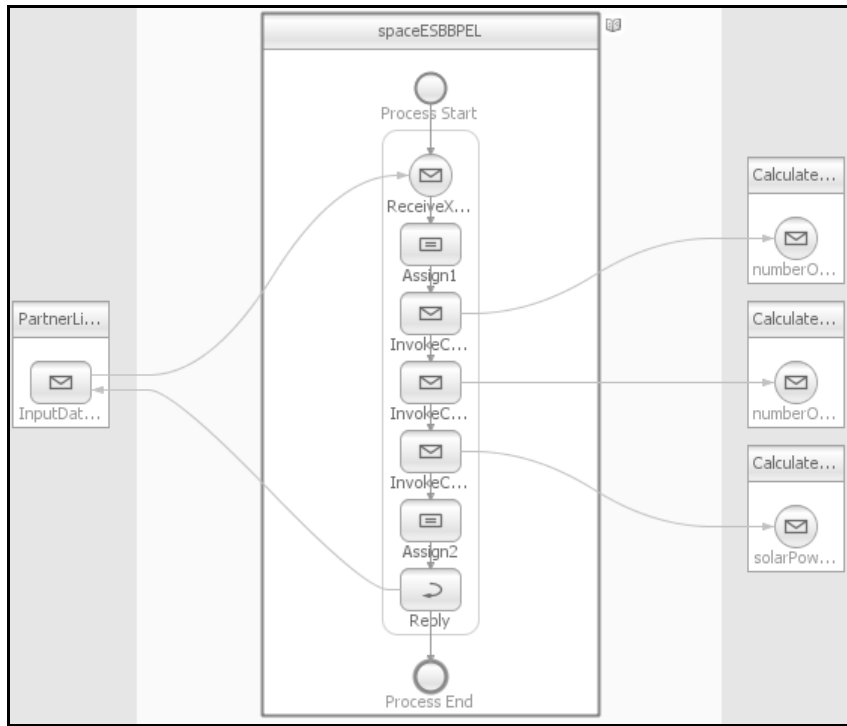 spaceESBBPEL
Process Start
ReceiveX...
Assign1
InvokeC...
InvokeC...
InvokeC...
Assign2
Reply
Process End
PartnerLi...
InputDat...
Calculate...
numberO...
Calculate...
numberO...
Calculate...
solarPow...